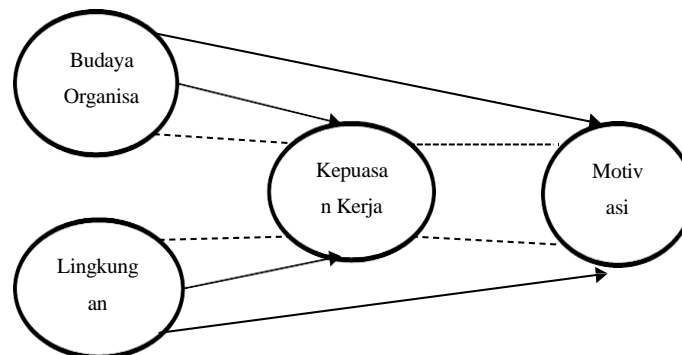 Budaya
Organisa
Kepuasa
n Kerja
Motiv
asi
Lingkung
an